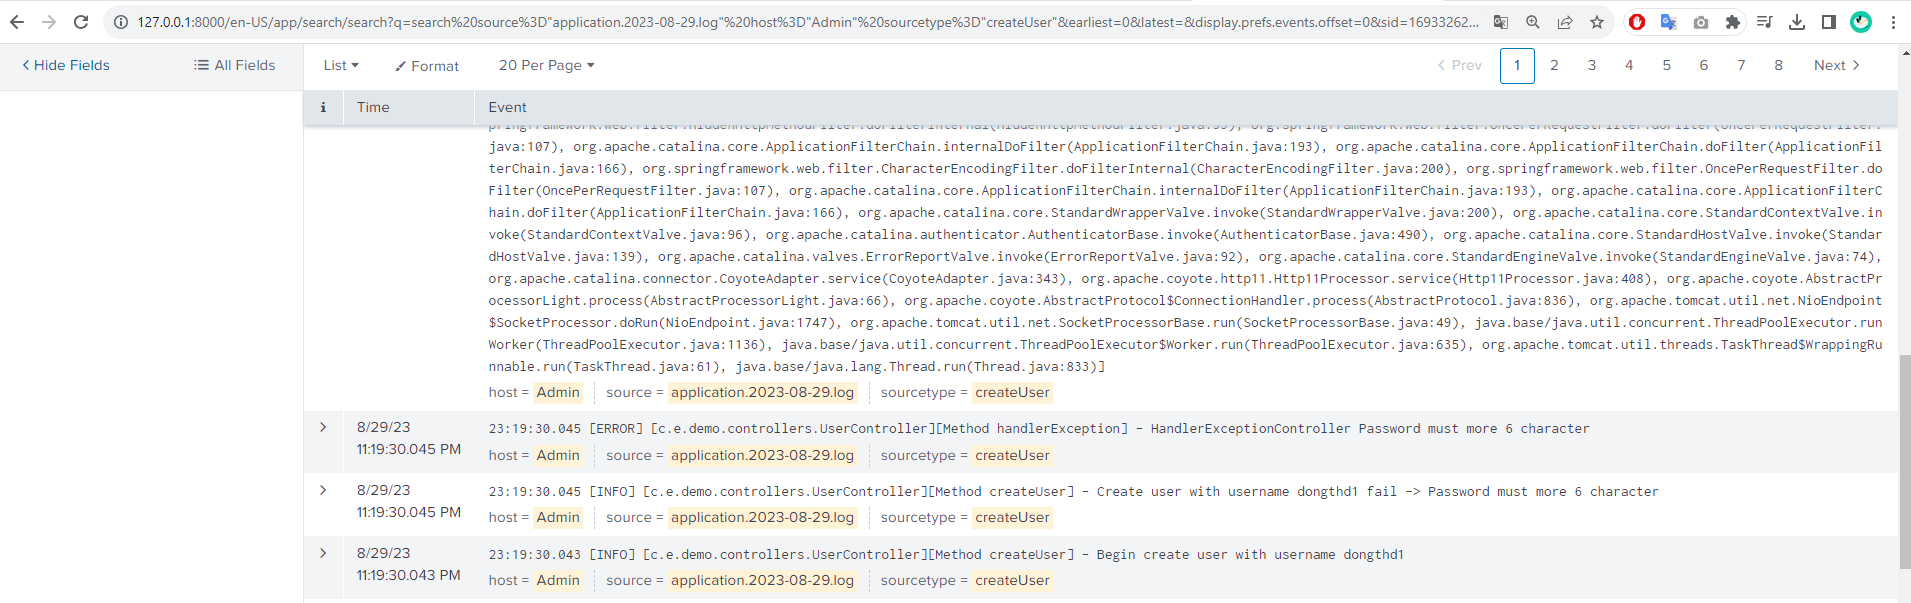 127.0.0.1:8000/en-US/app/search/search?q=search%20source%3D"application.2023-08-29.log"%20host%3D"Admin"%20sourcetype%3D"createUser"&earliest=0&latest=&display.prefs.events.offset=0&sid=16933262...
Hide Fields
All Fields
List
Format
20 Per Page
Prev
1
2
3
4
5
6
7
8
Next
i
Time
Event
java:107), org.apache.catalina.core.ApplicationFilterChain.internalDoFilter(ApplicationFilterChain.java:193), org.apache.catalina.core.ApplicationFilterChain.doFilter(ApplicationFil
terChain.java:166), org.springframework.web.filter.CharacterEncodingFilter.doFilterInternal(CharacterEncodingFilter.java:200), org.springframework.web.filter.OncePerRequestFilter.do
Filter(OncePerRequestFilter.java:107), org.apache.catalina.core.ApplicationFilterChain.internalDoFilter(ApplicationFilterChain.java:193), org.apache.catalina.core.ApplicationFilterC
hain.doFilter(ApplicationFilterChain.java:166), org.apache.catalina.core.StandardWrapperValve.invoke(StandardWrapperValve.java:200), org.apache.catalina.core.StandardContextValve.in
voke(StandardContextValve.java:96), org.apache.catalina.authenticator.AuthenticatorBase.invoke(AuthenticatorBase.java:490), org.apache.catalina.core.StandardHostValve.invoke(Standar
dHostValve.java:139), org.apache.catalina.valves.ErrorReportValve.invoke(ErrorReportValve.java:92), org.apache.catalina.core.StandardEngineValve.invoke(StandardEngineValve.java:74),
org.apache.catalina.connector.CoyoteAdapter.service(CoyoteAdapter.java:343), org.apache.coyote.http11.Http11Processor.service(Http11Processor.java:408), org.apache.coyote.AbstractPr
ocessorLight.process(AbstractProcessorLight.java:66), org.apache.coyote.AbstractProtocol$ConnectionHandler.process(AbstractProtocol.java:836), org.apache.tomcat.util.net.NioEndpoint
$SocketProcessor.doRun(NioEndpoint.java:1747), org.apache.tomcat.util.net.SocketProcessorBase.run(SocketProcessorBase.java:49), java.base/java.util.concurrent.ThreadPoolExecutor.run
Worker(ThreadPoolExecutor.java:1136), java.base/java.util.concurrent.ThreadPoolExecutor$Worker.run(ThreadPoolExecutor.java:635), org.apache.tomcat.util.threads.TaskThread$WrappingRu
nnable.run(TaskThread.java:61), java.base/java.lang.Thread.run(Thread.java:833)]
host = Admin source = application.2023-08-29.log sourcetype = createUser
8/29/23
11:19:30.045 PM
23:19:30.045 [ERROR] [c.e.demo.controllers.UserController][Method handlerException] - HandlerExceptionController Password must more 6 character
host = Admin source = application.2023-08-29.log sourcetype = createUser
8/29/23
11:19:30.045 PM
23:19:30.045 [INFO] [c.e.demo.controllers.UserController][Method createUser] - Create user with username dongthd1 fail -> Password must more 6 character
host = Admin source = application.2023-08-29.log sourcetype = createUser
8/29/23
11:19:30.043 PM
23:19:30.043 [INFO] [c.e.demo.controllers.UserController][Method createUser] - Begin create user with username dongthd1
host = Admin source = application.2023-08-29.log sourcetype = createUser